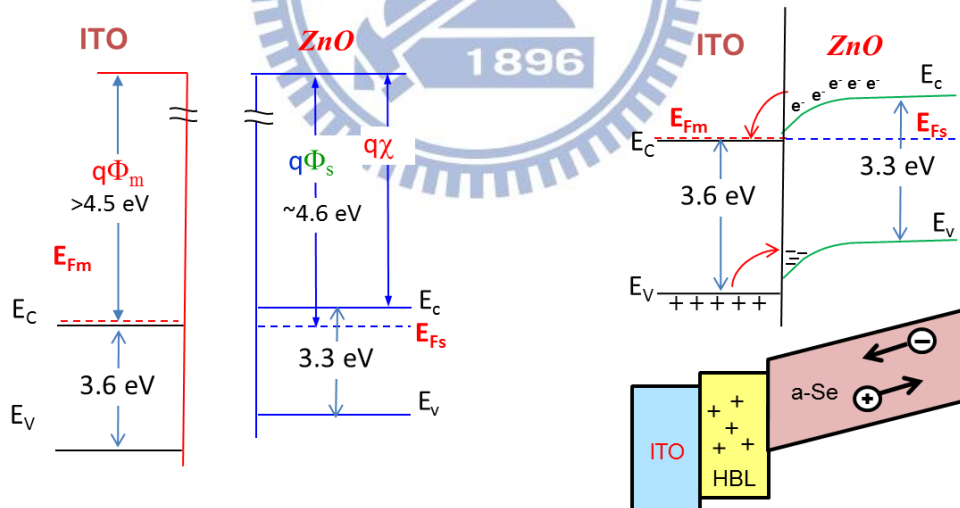 ITO
ZnO
qΦm
>4.5 eV
EFm
EC
3.6 eV
EV
qΦs
~4.6 eV
qχ
Ec
EFs
3.3 eV
Ev
1896
ITO
ZnO
e- e- e- e- e-
Ec
EFm
EC
EFs
3.6 eV
3.3 eV
Ev
EV
+ + + + +
a-Se
−
+
ITO
+ + + + +
HBL